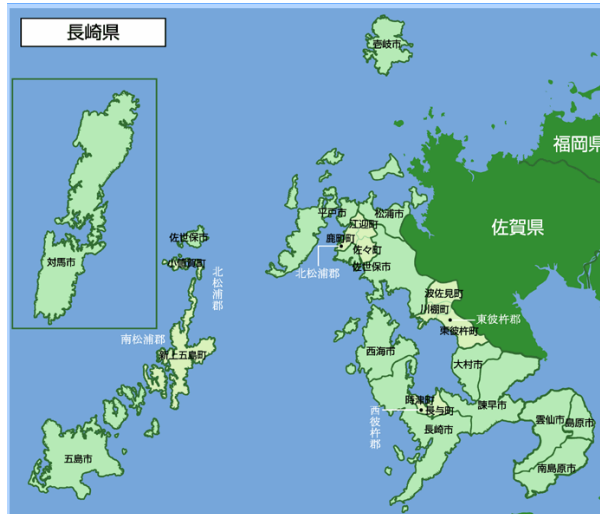 長崎県
壱岐市
福岡県
佐賀県
平戸市
松浦市
江迎町
鹿町町
佐々町
佐世保市
北松浦郡
佐世保市
小値賀町
北松浦郡
対馬市
波佐見町
川棚町
東彼杵郡
東彼杵町
南松浦郡
新上五島町
西海市
大村市
時津町
長与町
諫早市
西彼杵郡
長崎市
雲仙市
島原市
南島原市
五島市